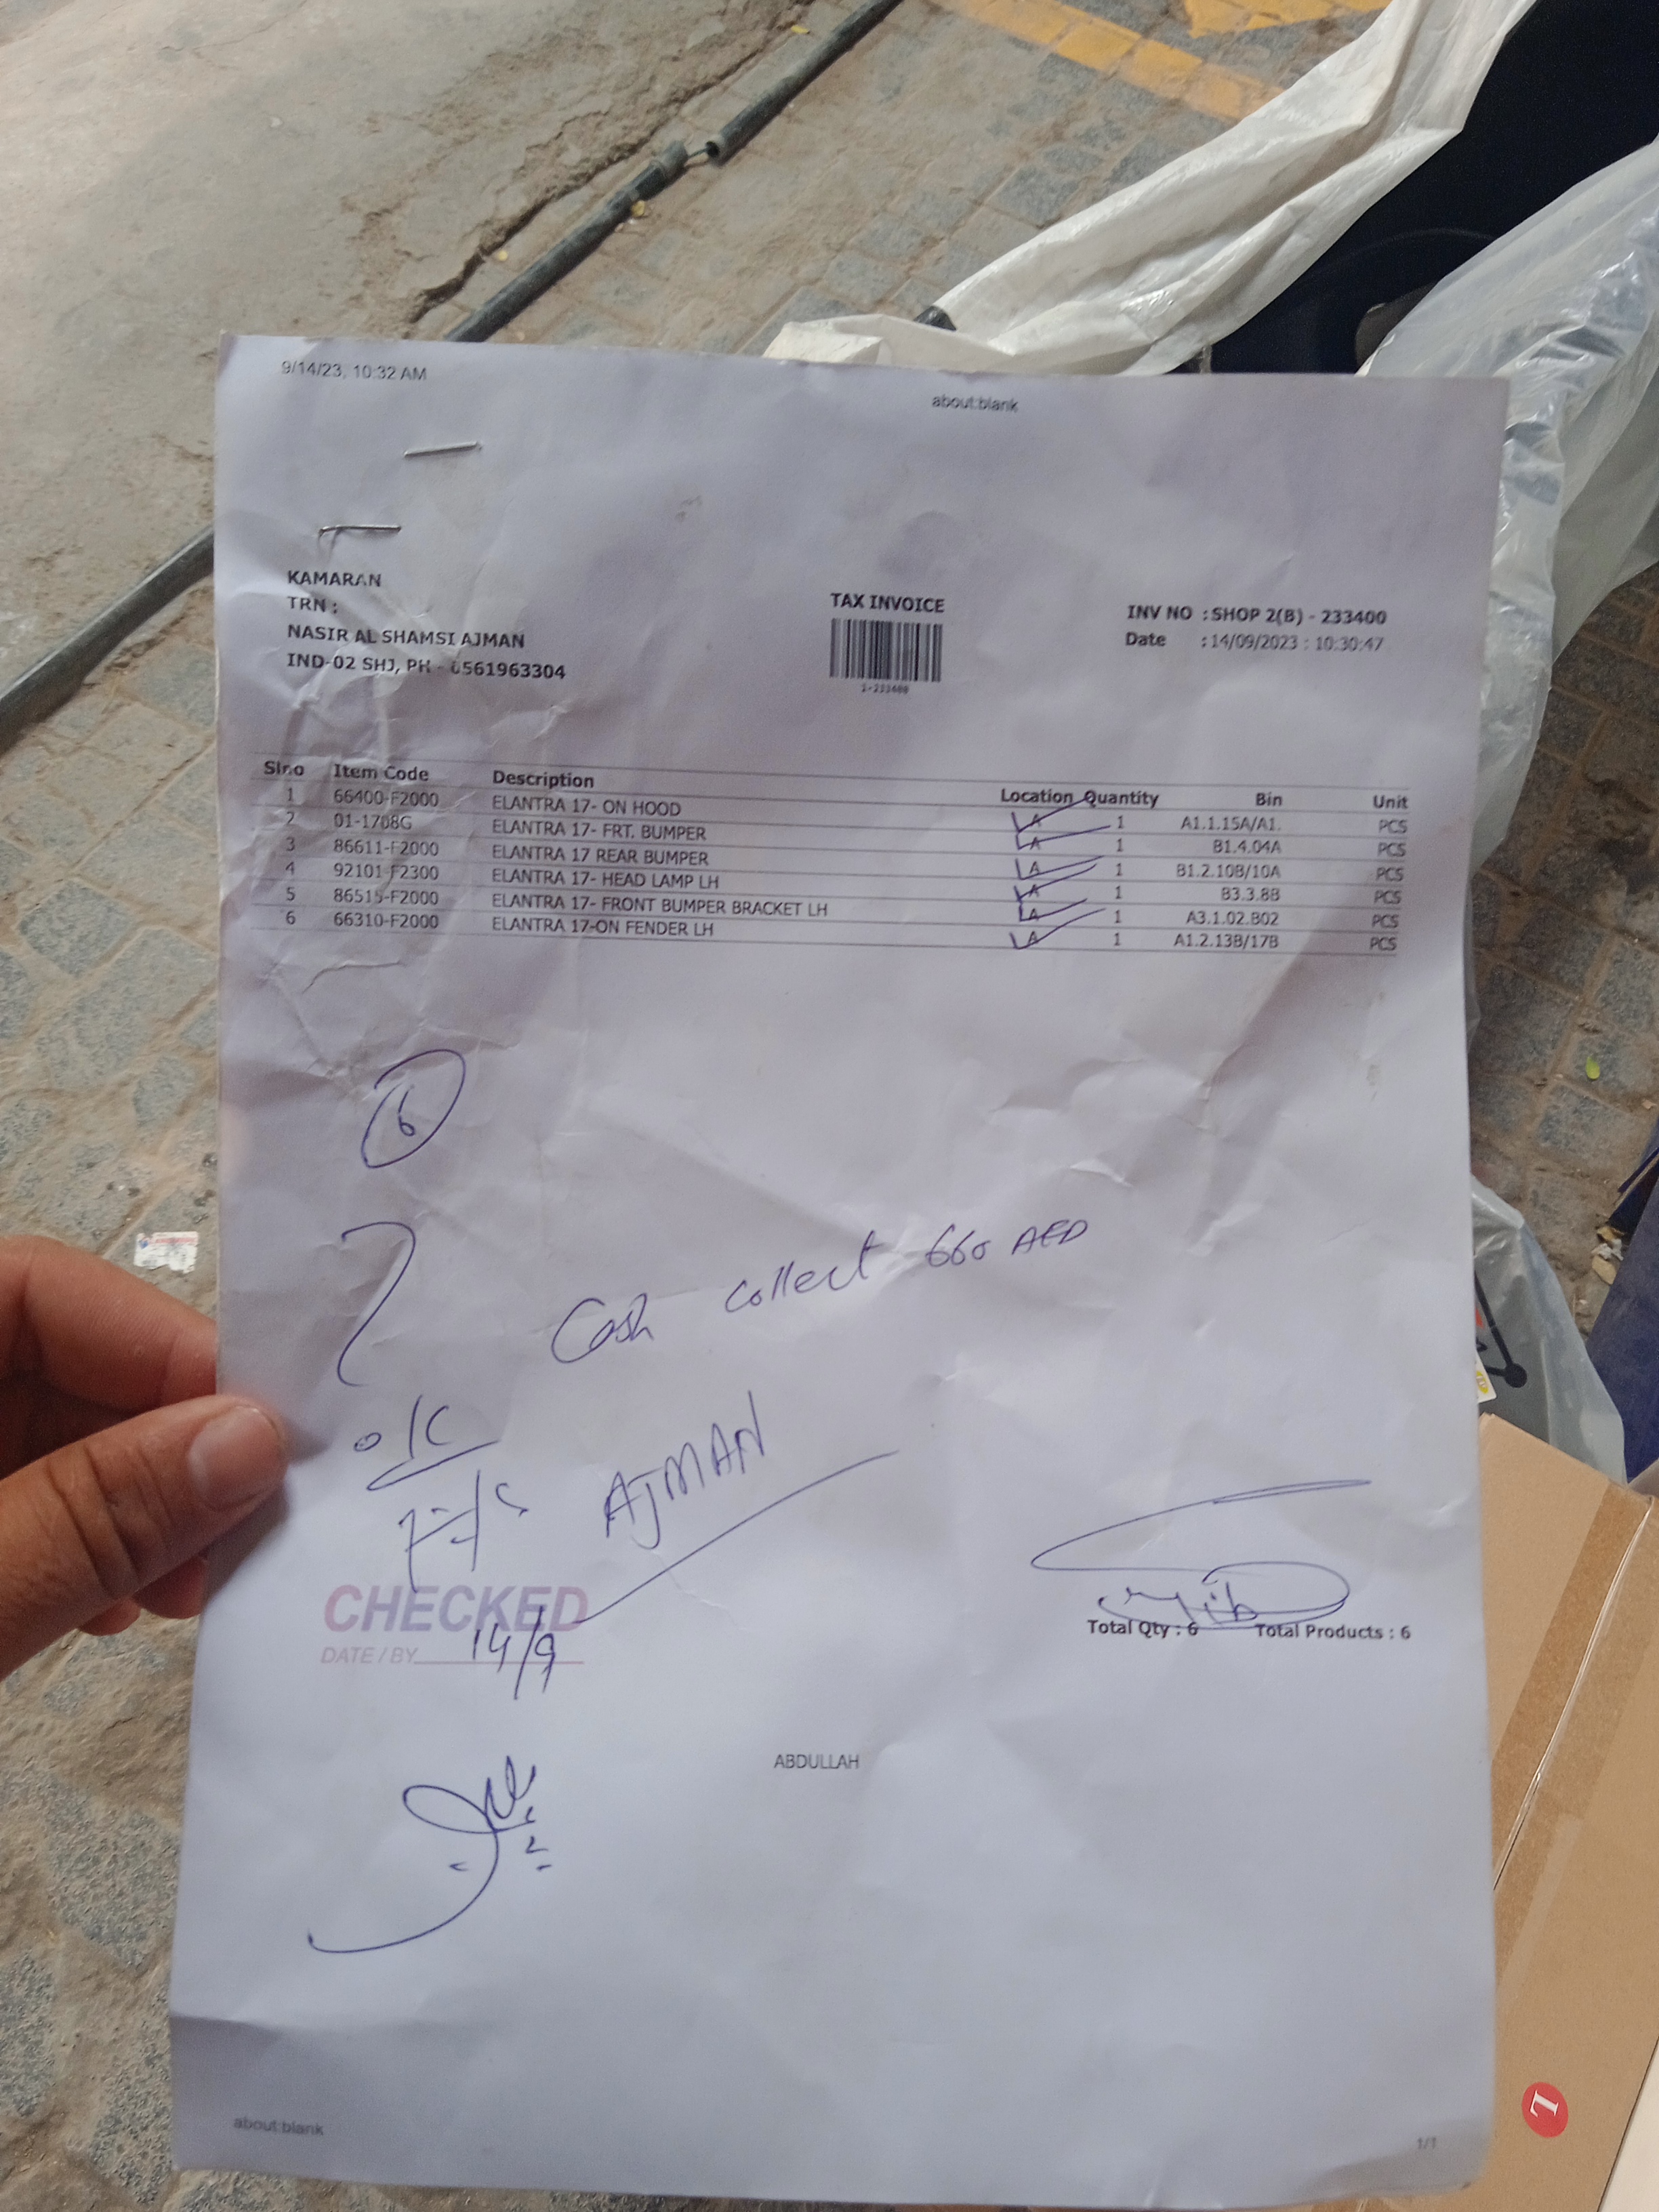 9/14/23, 10:32 AM
about:blank
KAMARAN
TRN :
NASIR AL SHAMSI AJMAN
IND-02 SHJ, PH - 0561963304
TAX INVOICE
INV NO : SHOP 2(B) - 233400
Date : 14/09/2023 : 10:30:47
Slno Item Code Description Location Quantity Bin Unit
1 66400-F2000 ELANTRA 17- ON HOOD A 1 A1.1.15A/A1. PCS
2 01-1708G ELANTRA 17- FRT. BUMPER A 1 B1.4.04A PCS
3 86611-F2000 ELANTRA 17 REAR BUMPER A 1 B1.2.10B/10A PCS
4 92101-F2300 ELANTRA 17- HEAD LAMP LH A 1 B3.3.8B PCS
5 86515-F2000 ELANTRA 17- FRONT BUMPER BRACKET LH A 1 A3.1.02.B02 PCS
6 66310-F2000 ELANTRA 17-ON FENDER LH A 1 A1.2.13B/17B PCS
6
Cash collect 660 AED
o/c
AJMAN
CHECKED
DATE / BY 14/9
Total Qty : 6 Total Products : 6
ABDULLAH
about:blank
1/1